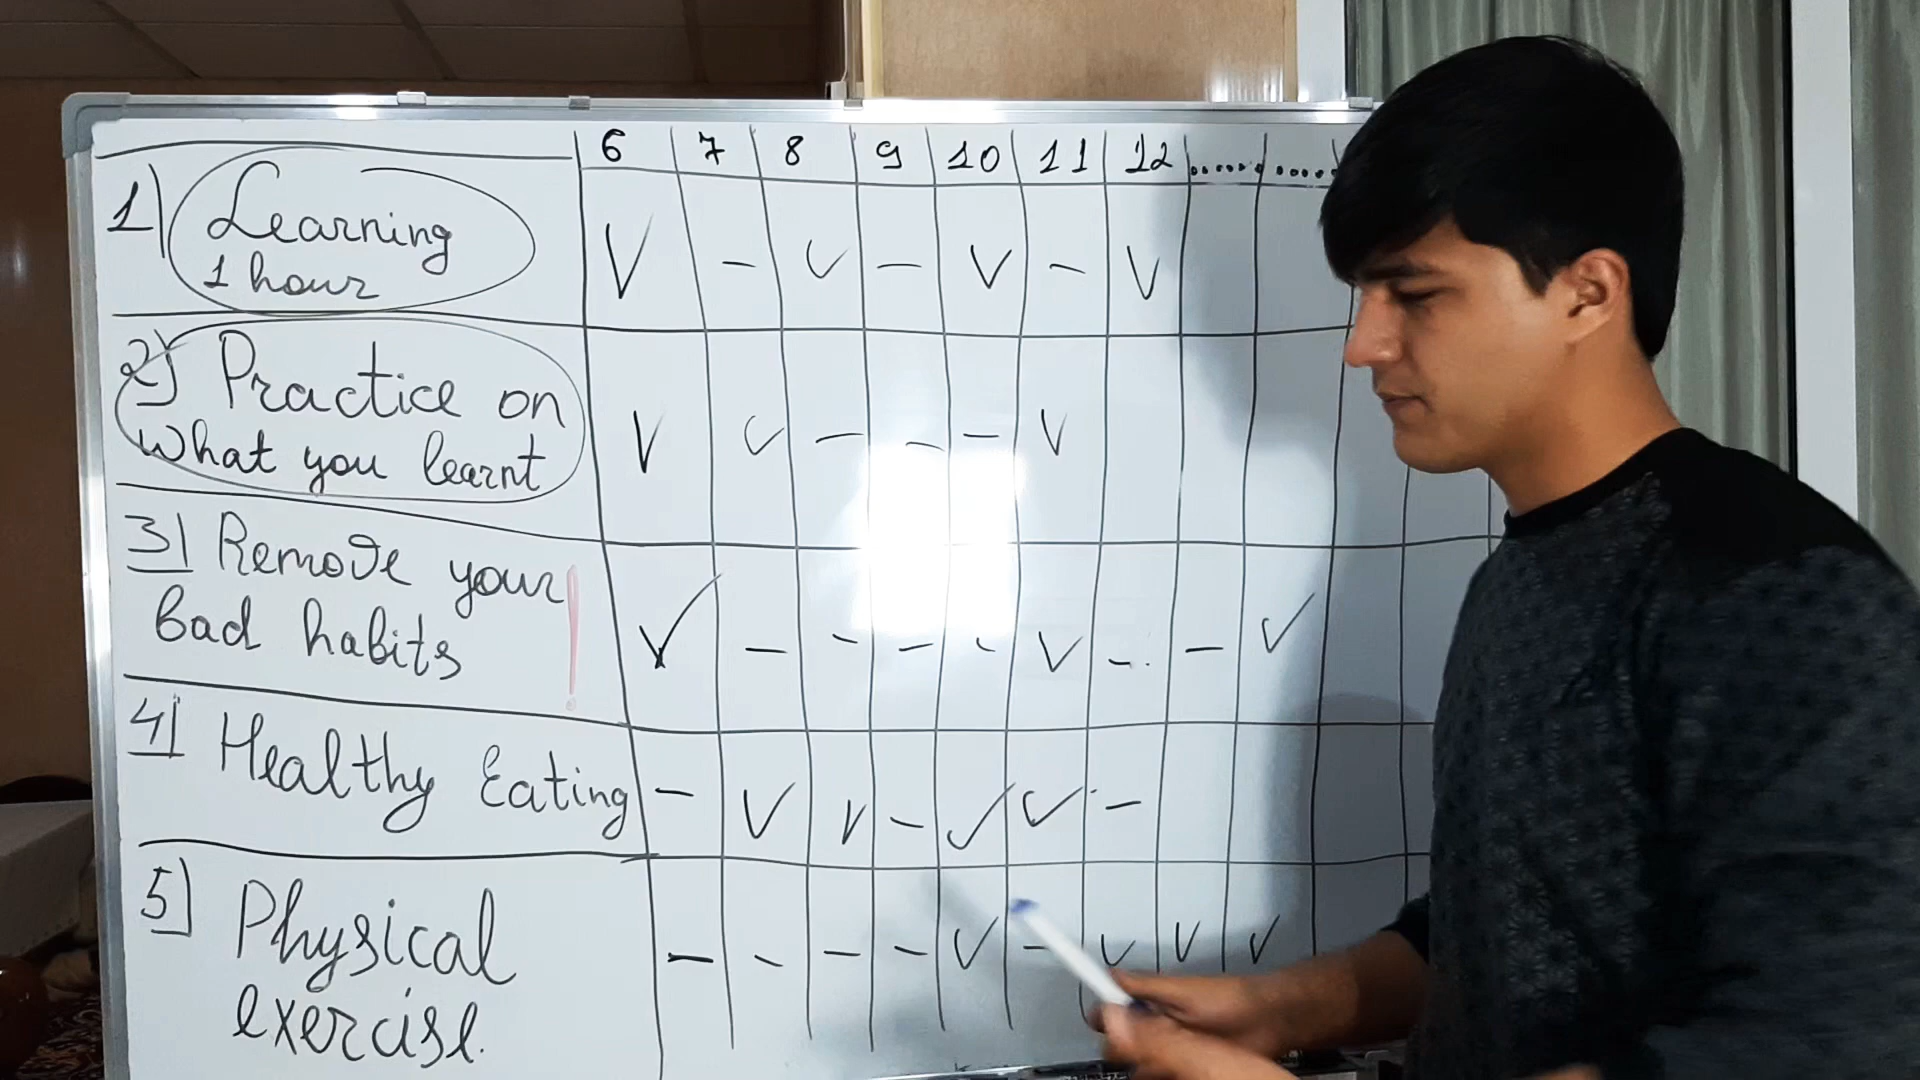 6 7 8 9 10 11 12 ...... ....
1) Learning
1 hour
V - V - V - V
2) Practice on
what you learnt
V V - - - V
3) Remove your !
bad habits
V - - - - V - - V
4) Healthy Eating
- V V - V V -
5) Physical
exercise.
- - - - V - V V V